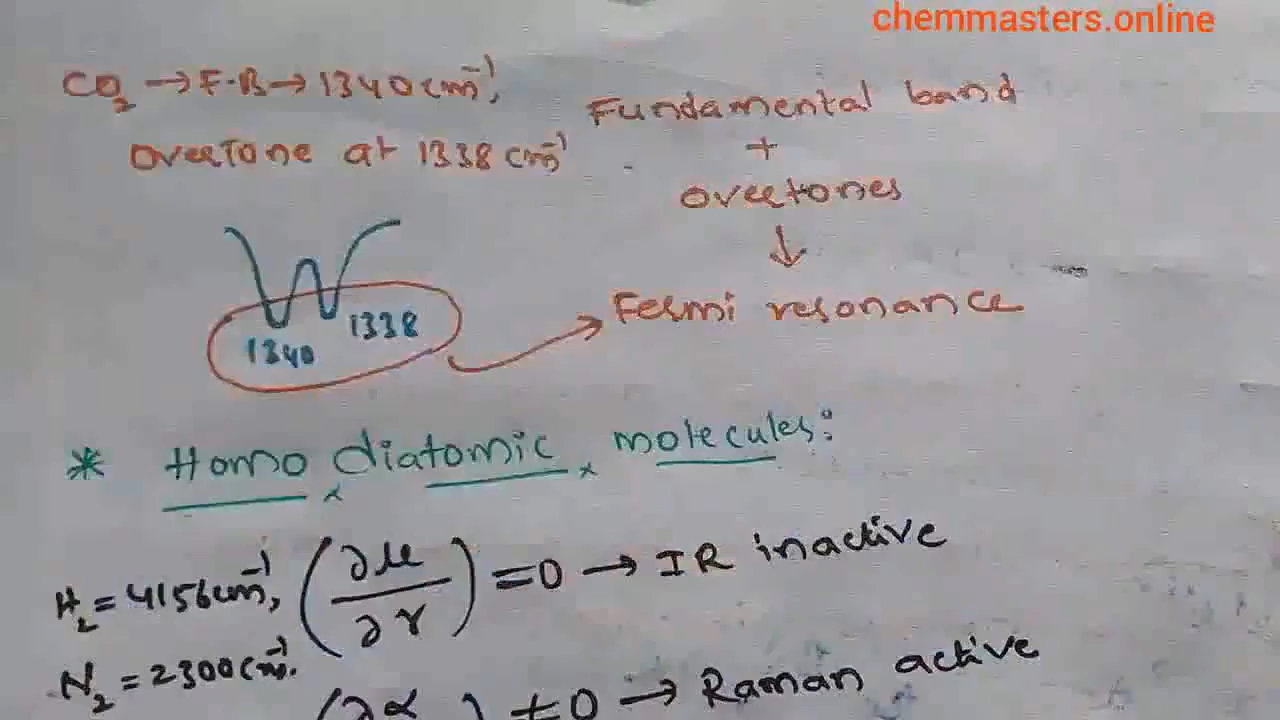 chemmasters.online
CO₂ → F·B → 1340 cm⁻¹,
Overtone at 1338 cm⁻¹
Fundamental band
+
Overtones
↓
1340 1338 → Fermi resonance
* Homo diatomic molecules:
H₂ = 4156 cm⁻¹, (∂μ/∂r) = 0 → IR inactive
N₂ = 2300 cm⁻¹.
(∂α ) ≠ 0 → Raman active